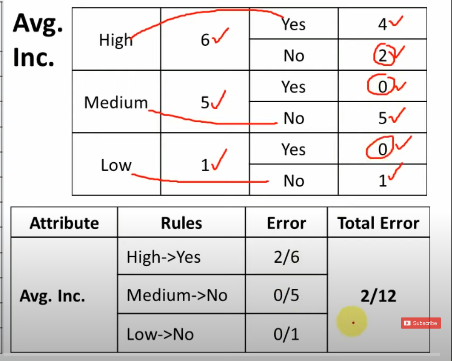 Avg. Inc.
High 6 Yes 4
No 2
Medium 5 Yes 0
No 5
Low 1 Yes 0
No 1
Attribute Rules Error Total Error
Avg. Inc. High->Yes 2/6 2/12
Medium->No 0/5
Low->No 0/1
Subscribe